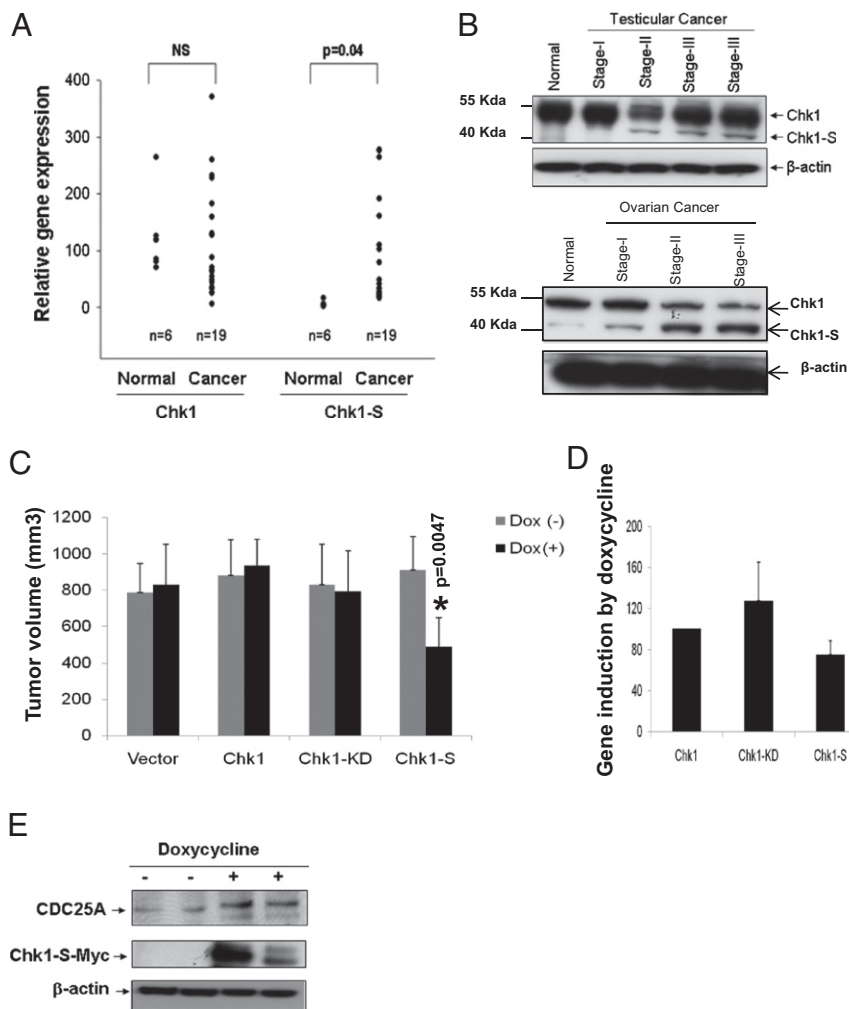 A
NS
p=0.04
400
300
200
100
0
Relative gene expression
n=6
n=19
n=6
n=19
Normal
Cancer
Normal
Cancer
Chk1
Chk1-S
B
Testicular Cancer
Normal
Stage-I
Stage-II
Stage-III
Stage-III
55 Kda
Chk1
40 Kda
Chk1-S
β-actin
Ovarian Cancer
Normal
Stage-I
Stage-II
Stage-III
55 Kda
Chk1
40 Kda
Chk1-S
β-actin
C
Tumor volume (mm3)
1200
1000
800
600
400
200
0
* p=0.0047
Vector
Chk1
Chk1-KD
Chk1-S
Dox (-)
Dox(+)
D
Gene induction by doxycycline
200
160
120
80
40
0
Chk1
Chk1-KD
Chk1-S
E
Doxycycline
- - + +
CDC25A
Chk1-S-Myc
β-actin